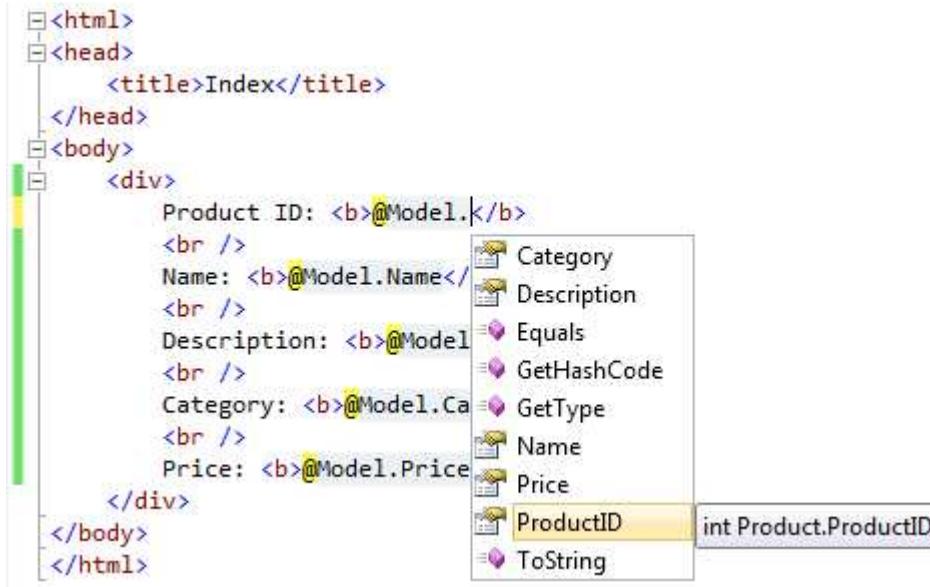 <html>
<head>
<title>Index</title>
</head>
<body>
<div>
Product ID: <b>@Model.</b>
<br />
Name: <b>@Model.Name</
<br />
Description: <b>@Model
<br />
Category: <b>@Model.Ca
<br />
Price: <b>@Model.Price
</div>
</body>
</html>
Category
Description
Equals
GetHashCode
GetType
Name
Price
ProductID
int Product.ProductID
ToString